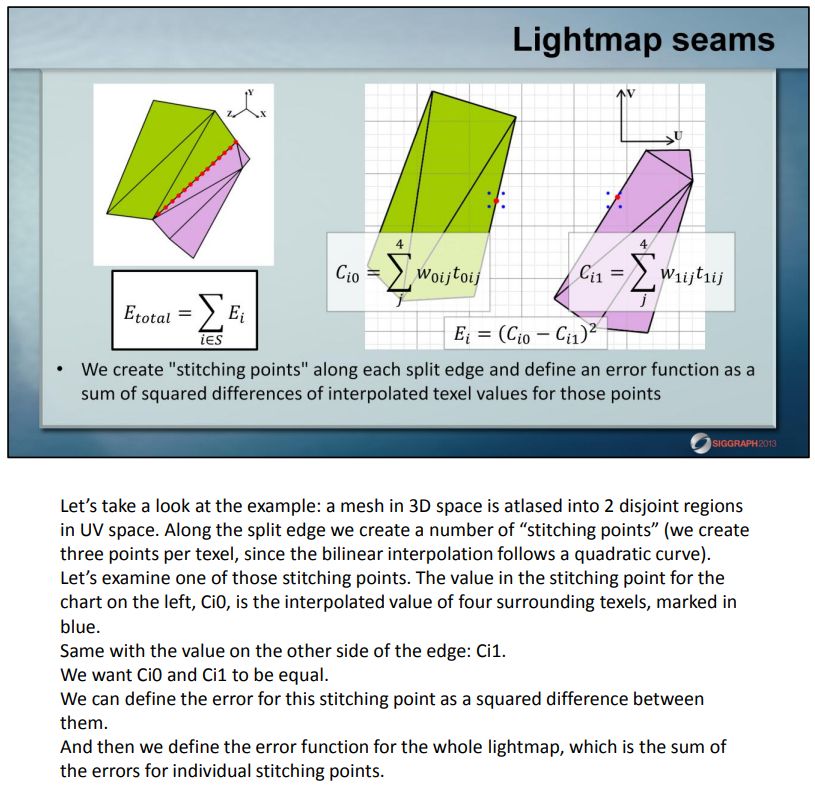 Lightmap seams
Y
Z X
V
U
C_{i0} = \sum_{j}^{4} w_{0ij} t_{0ij}
C_{i1} = \sum_{j}^{4} w_{1ij} t_{1ij}
E_{total} = \sum_{i∈S} E_i
E_i = (C_{i0} − C_{i1})^2
• We create "stitching points" along each split edge and define an error function as a
sum of squared differences of interpolated texel values for those points
SIGGRAPH2013
Let’s take a look at the example: a mesh in 3D space is atlased into 2 disjoint regions
in UV space. Along the split edge we create a number of “stitching points” (we create
three points per texel, since the bilinear interpolation follows a quadratic curve).
Let’s examine one of those stitching points. The value in the stitching point for the
chart on the left, Ci0, is the interpolated value of four surrounding texels, marked in
blue.
Same with the value on the other side of the edge: Ci1.
We want Ci0 and Ci1 to be equal.
We can define the error for this stitching point as a squared difference between
them.
And then we define the error function for the whole lightmap, which is the sum of
the errors for individual stitching points.